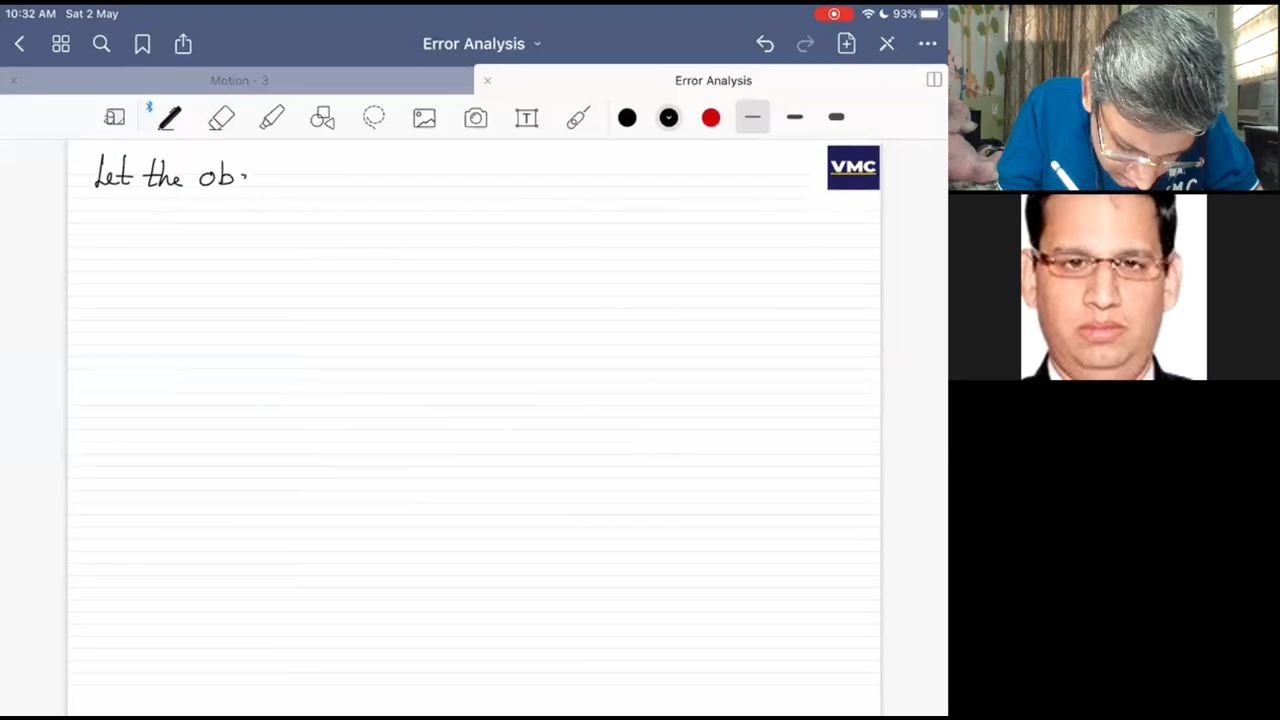 10:32 AM Sat 2 May 93%
Error Analysis
Motion - 3 Error Analysis
T
Let the ob
VMC